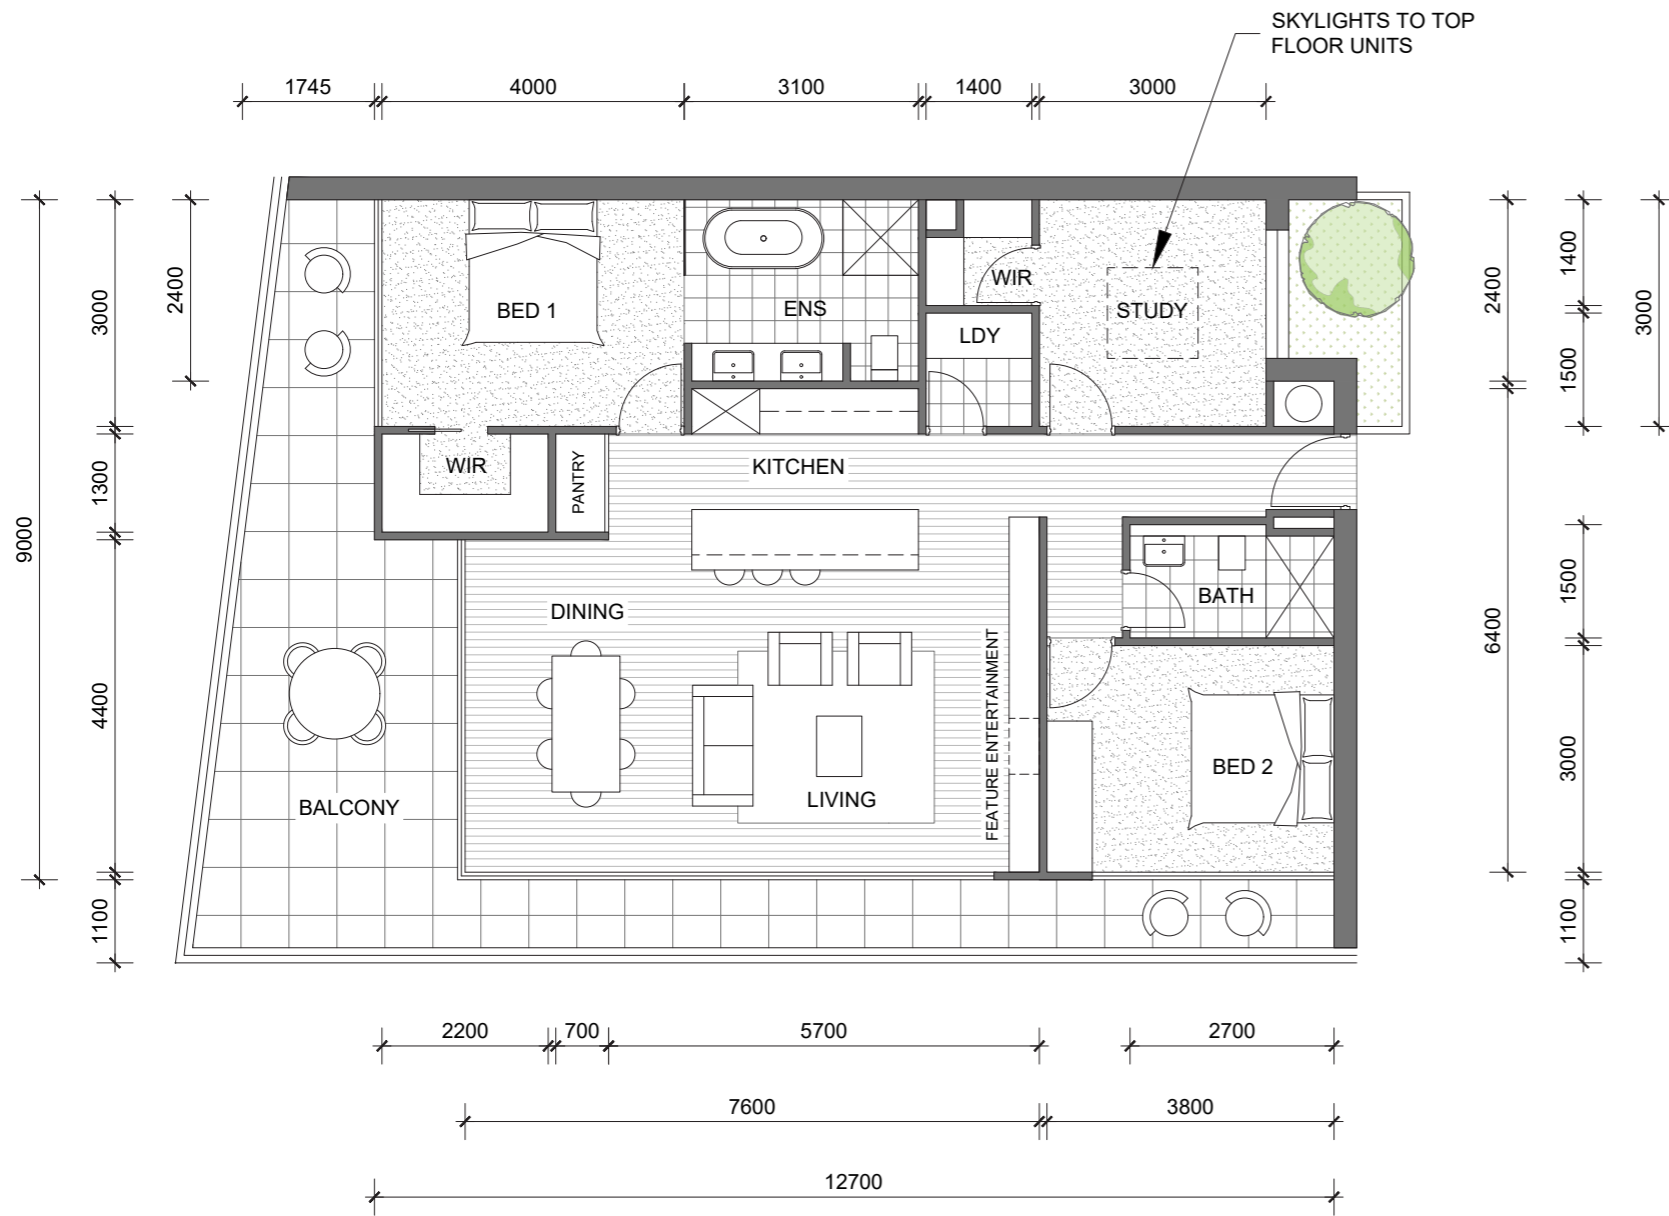 SKYLIGHTS TO TOP
FLOOR UNITS
1745
4000
3100
1400
3000
9000
3000
1300
4400
1100
2400
BED 1
ENS
WIR
LDY
STUDY
WIR
PANTRY
KITCHEN
DINING
BATH
FEATURE ENTERTAINMENT
LIVING
BED 2
BALCONY
2400
6400
1400
1500
1500
3000
1100
3000
2200
700
5700
2700
7600
3800
12700